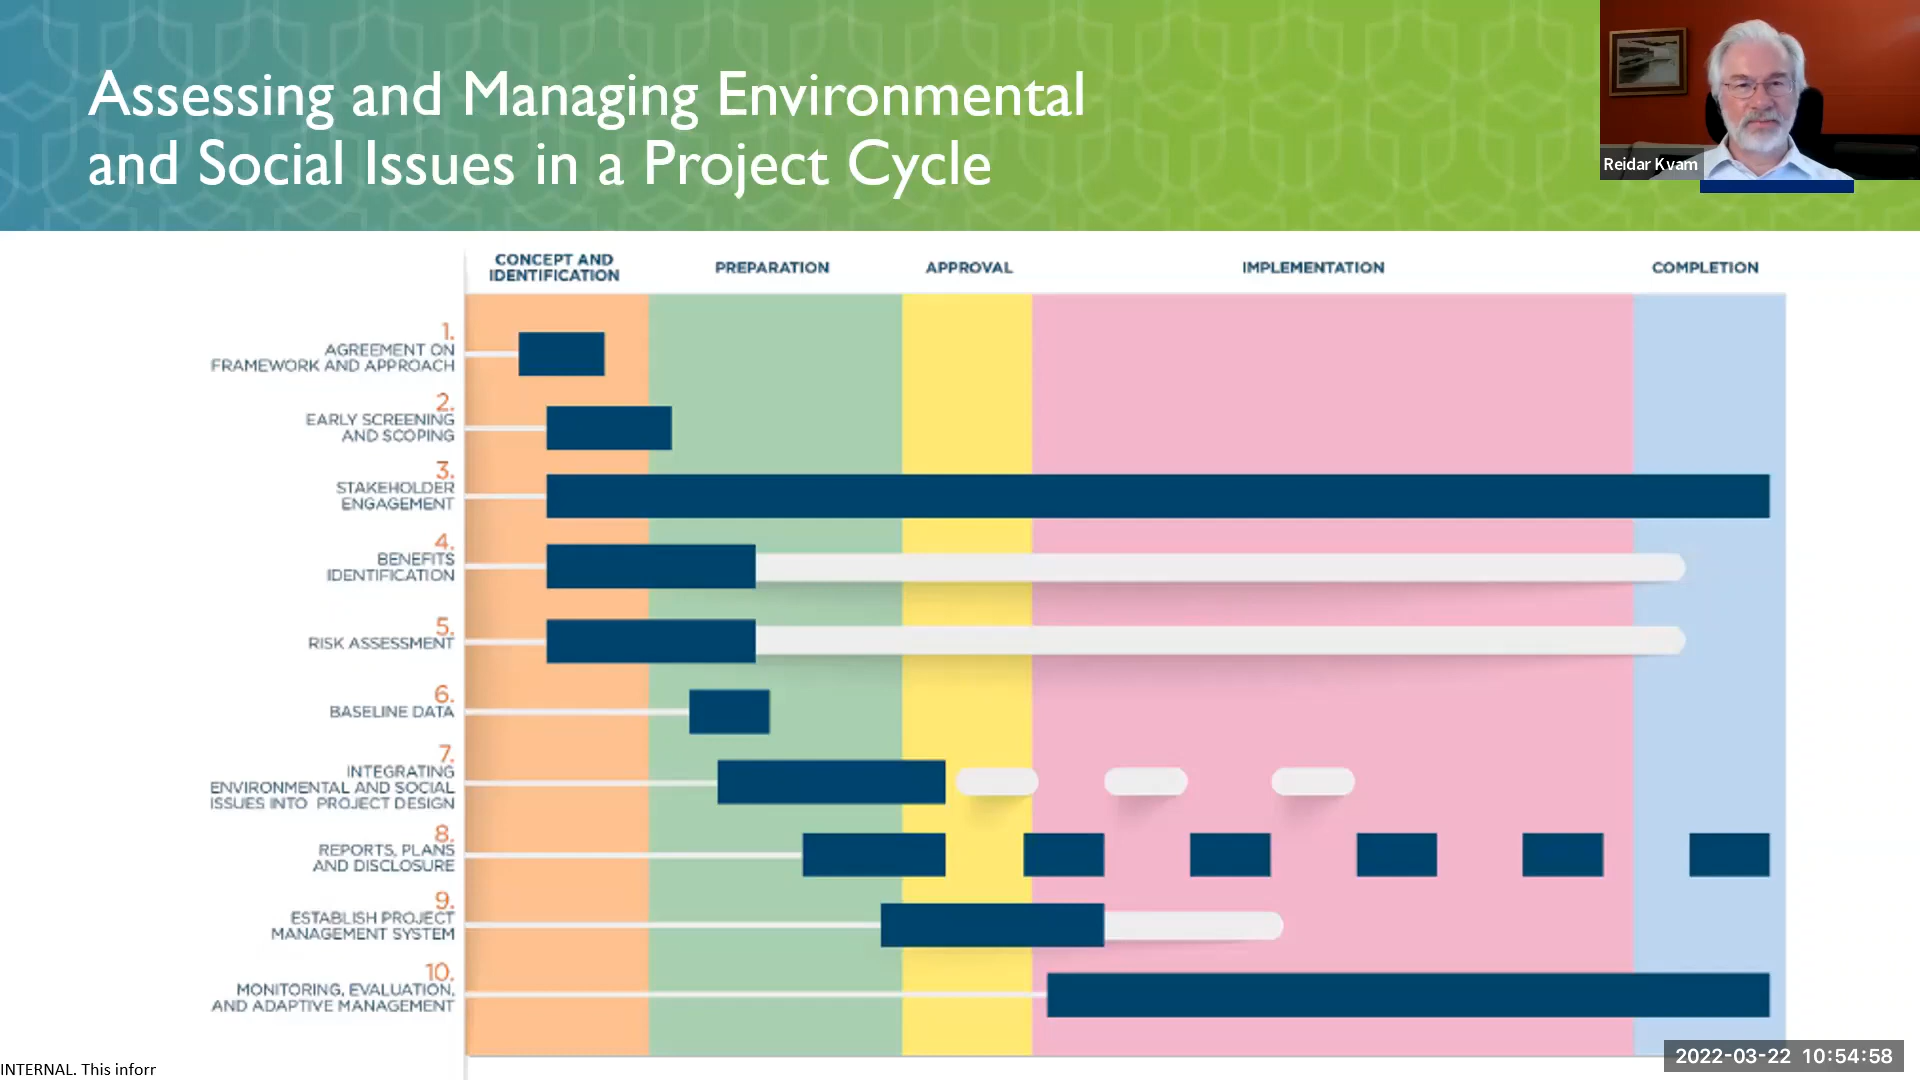 Assessing and Managing Environmental
and Social Issues in a Project Cycle
Reidar Kvam
CONCEPT AND
IDENTIFICATION
PREPARATION
APPROVAL
IMPLEMENTATION
COMPLETION
1.
AGREEMENT ON
FRAMEWORK AND APPROACH
2.
EARLY SCREENING
AND SCOPING
3.
STAKEHOLDER
ENGAGEMENT
4.
BENEFITS
IDENTIFICATION
5.
RISK ASSESSMENT
6.
BASELINE DATA
7.
INTEGRATING
ENVIRONMENTAL AND SOCIAL
ISSUES INTO PROJECT DESIGN
8.
REPORTS, PLANS
AND DISCLOSURE
9.
ESTABLISH PROJECT
MANAGEMENT SYSTEM
10.
MONITORING, EVALUATION,
AND ADAPTIVE MANAGEMENT
INTERNAL. This inforr
2022-03-22 10:54:58